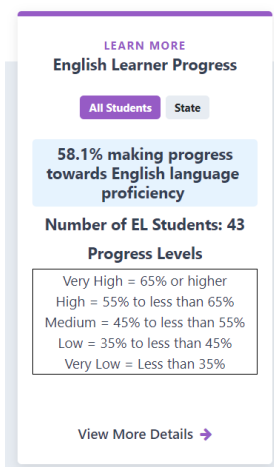 LEARN MORE
English Learner Progress
All Students State
58.1% making progress
towards English language
proficiency
Number of EL Students: 43
Progress Levels
Very High = 65% or higher
High = 55% to less than 65%
Medium = 45% to less than 55%
Low = 35% to less than 45%
Very Low = Less than 35%
View More Details →